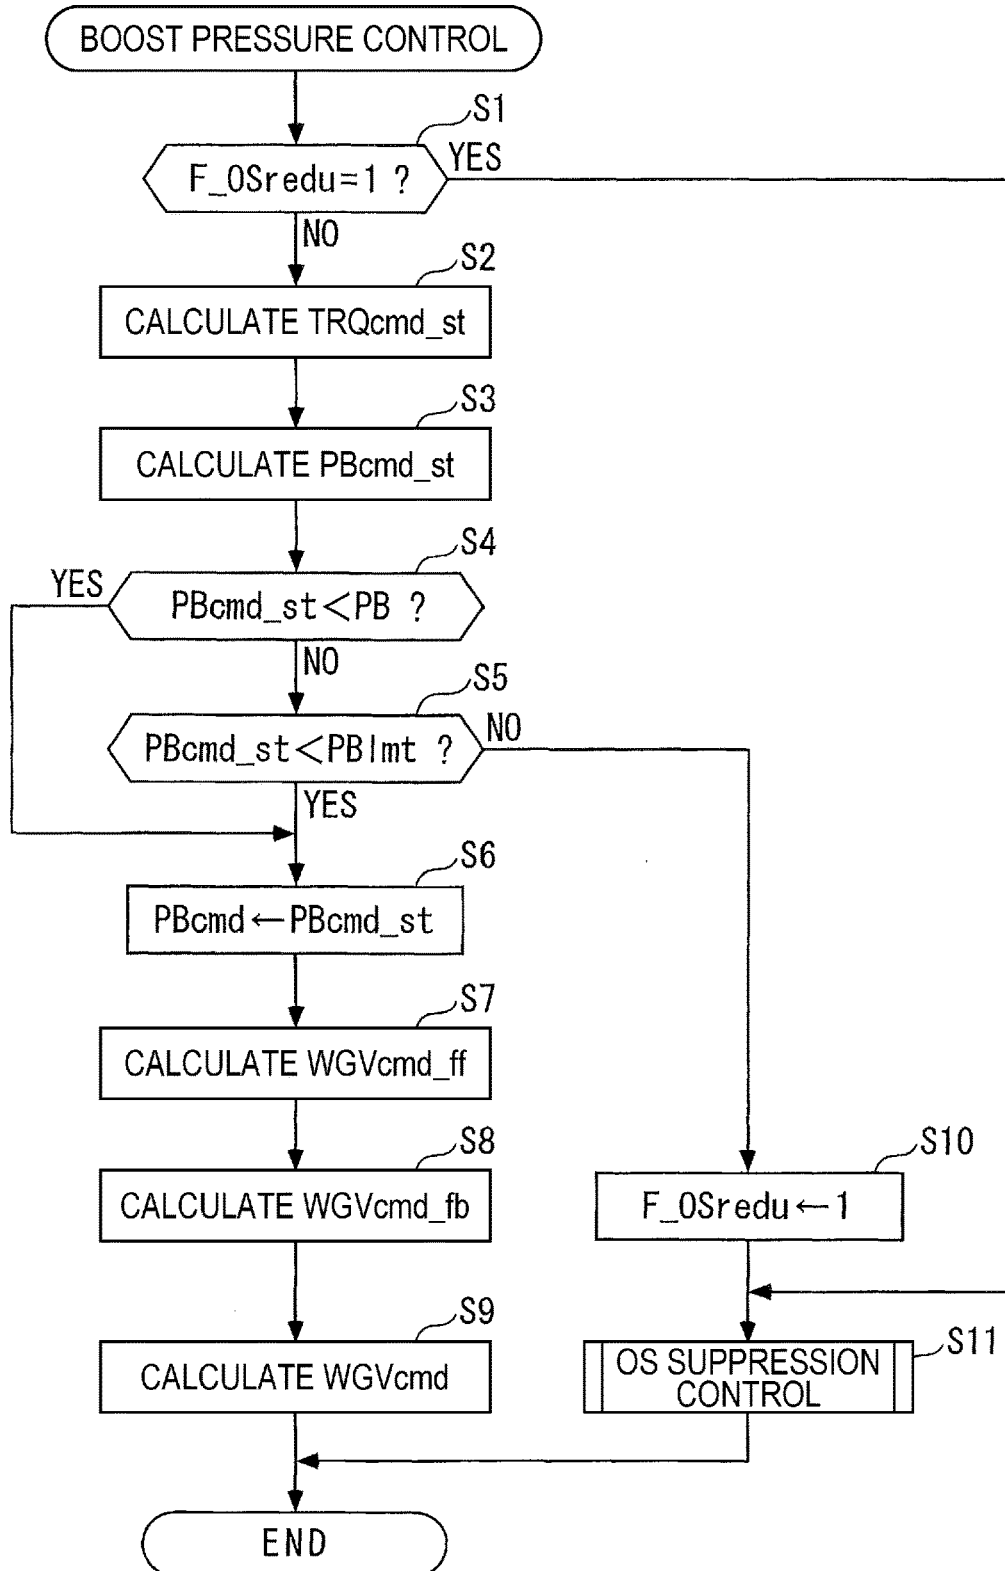 BOOST PRESSURE CONTROL
S1
F_OSredu=1 ?
YES
NO
S2
CALCULATE TRQcmd_st
S3
CALCULATE PBcmd_st
S4
YES
PBcmd_st<PB ?
NO
S5
PBcmd_st<PBlmt ?
NO
YES
S6
PBcmd←PBcmd_st
S7
CALCULATE WGVcmd_ff
S8
CALCULATE WGVcmd_fb
S10
F_OSredu←1
S9
CALCULATE WGVcmd
S11
OS SUPPRESSION
CONTROL
END